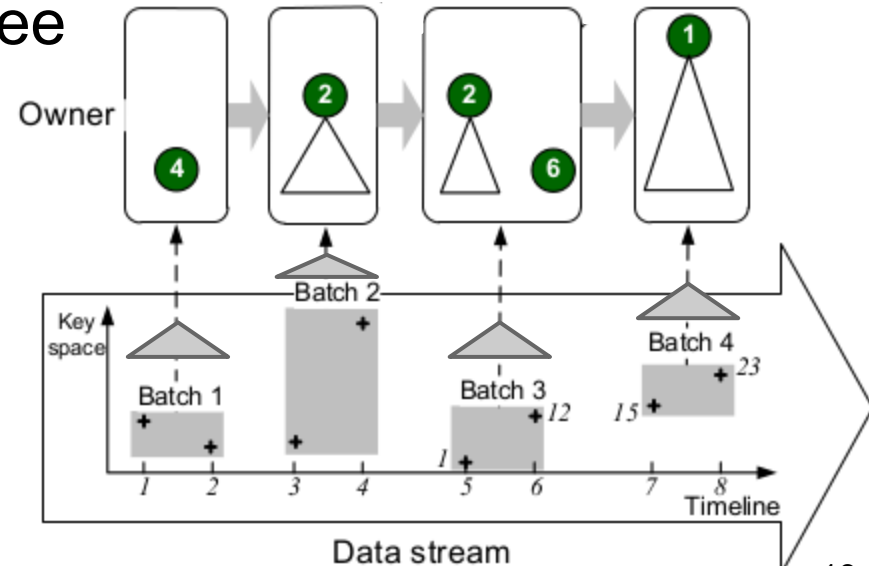 ee
1
2
2
Owner
4
6
Batch 2
Key
space
Batch 4
23
Batch 1
Batch 3
12
15
1
1 2 3 4 5 6 7 8
Timeline
Data stream